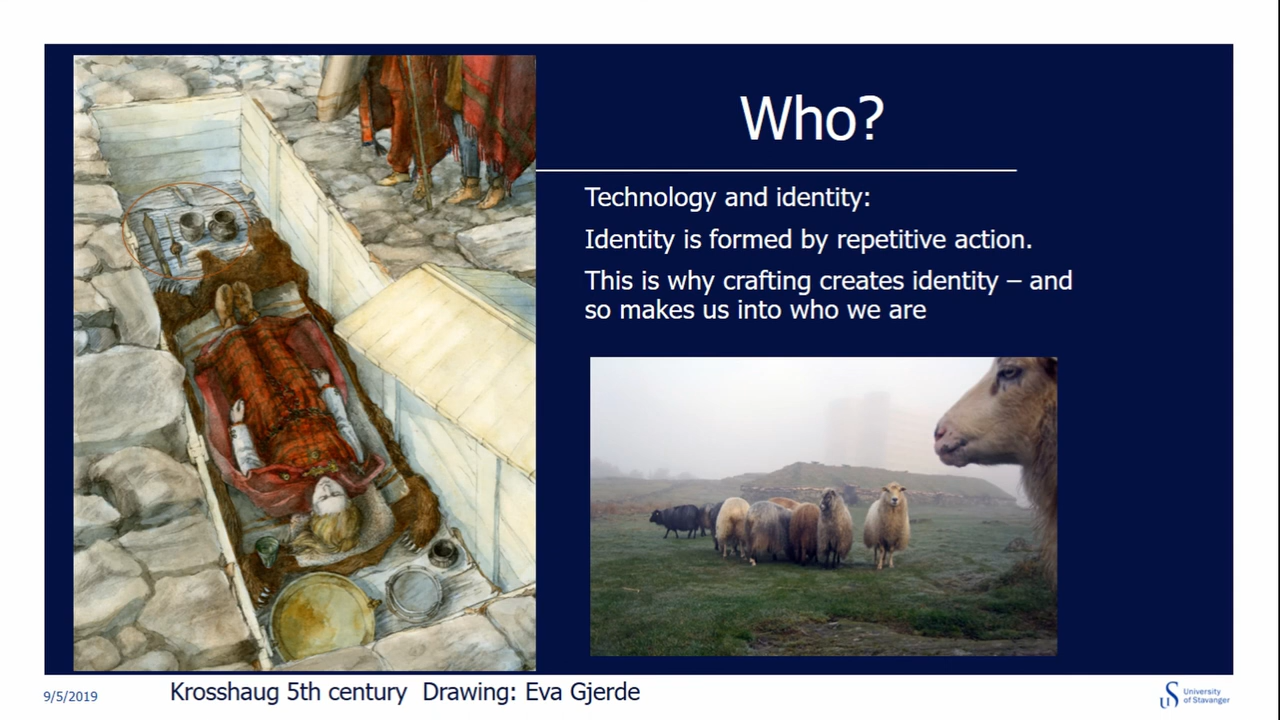 Who?
Technology and identity:
Identity is formed by repetitive action.
This is why crafting creates identity – and
so makes us into who we are
9/5/2019
Krosshaug 5th century  Drawing: Eva Gjerde
University
of Stavanger